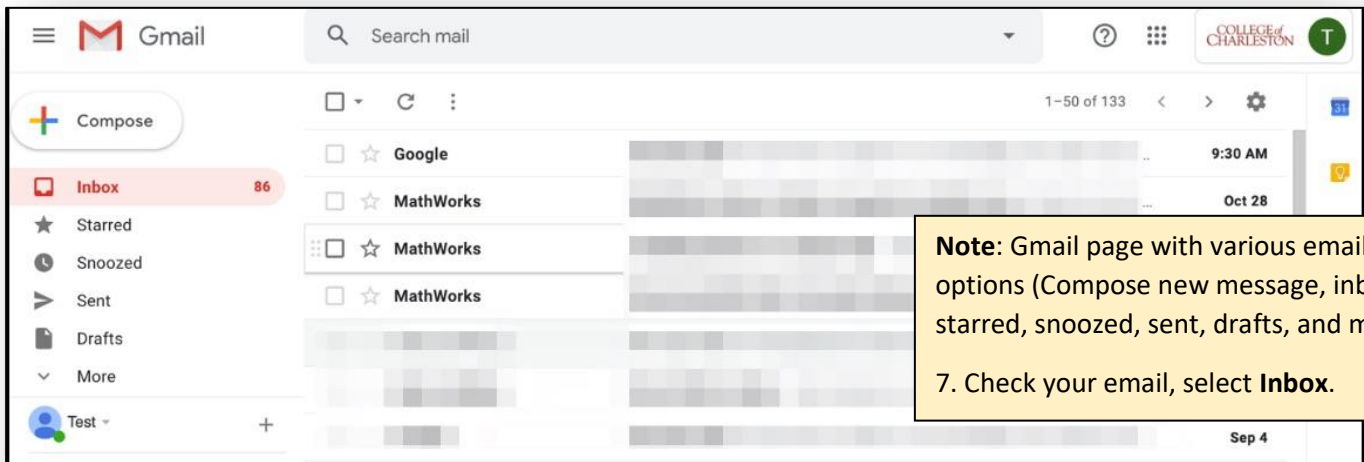 Gmail
Search mail
COLLEGE of
CHARLESTON
T
Compose
1–50 of 133
31
Google
..
9:30 AM
Inbox
86
MathWorks
...
Oct 28
Starred
MathWorks
Snoozed
MathWorks
Sent
Drafts
More
Test
Sep 4
Note: Gmail page with various email
options (Compose new message, inb
starred, snoozed, sent, drafts, and m
7. Check your email, select Inbox.